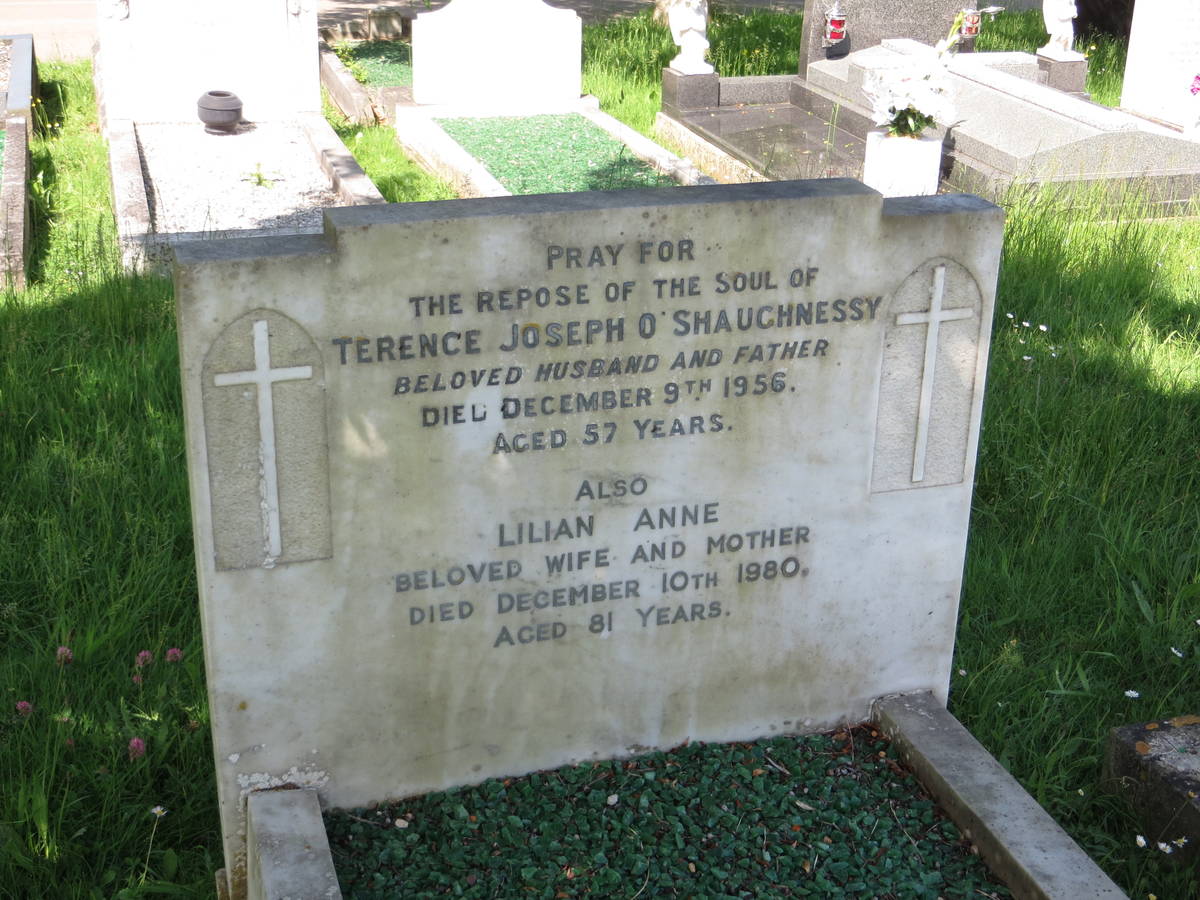 PRAY FOR
THE REPOSE OF THE SOUL OF
TERENCE JOSEPH O'SHAUCHNESSY
BELOVED HUSBAND AND FATHER
DIED DECEMBER 9TH 1956.
AGED 57 YEARS.
ALSO
LILIAN ANNE
BELOVED WIFE AND MOTHER
DIED DECEMBER 10TH 1980.
AGED 81 YEARS.